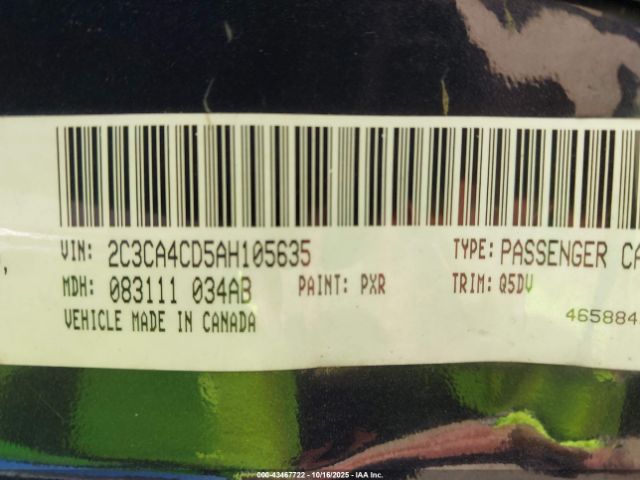 VIN: 2C3CA4CD5AH105635 TYPE: PASSENGER CA
MDH: 083111 034AB PAINT: PXR TRIM: Q5DV
VEHICLE MADE IN CANADA 465884
000-43467722 - 10/16/2025 - IAA Inc.